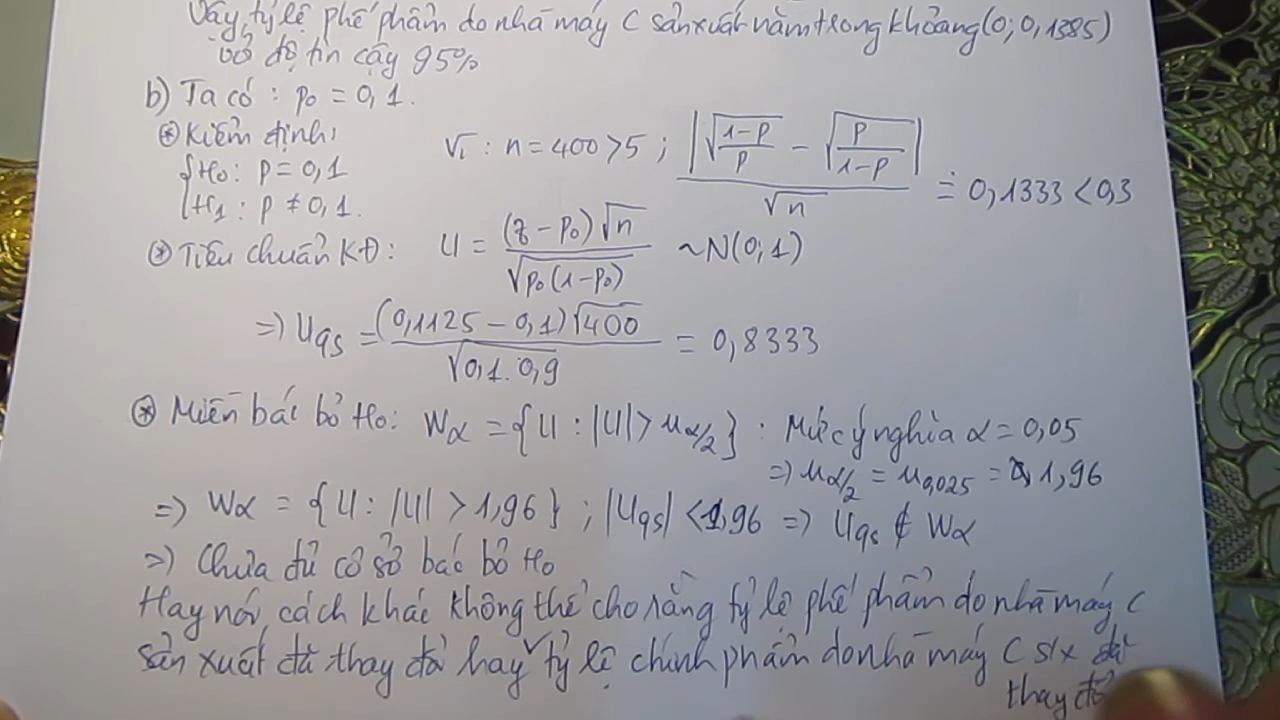 Vậy tỷ lệ phế phẩm do nhà máy C sản xuất nằm trong khoảng (0; 0,1385)
với độ tin cậy 95%
b) Ta có : p₀ = 0,1.
⊛ Kiểm định:
{H₀: p = 0,1
H₁: p ≠ 0,1.
Vì : n = 400 > 5 ; |√((1-p)/p) - √(p/(1-p))| / √n ≐ 0,1333 < 0,3
⊛ Tiêu chuẩn KĐ: U = (f - p₀)√n / √(p₀(1-p₀)) ~ N(0,1)
=> Uqs = (0,1125 - 0,1)√400 / √(0,1. 0,9) = 0,8333
⊛ Miền bác bỏ H₀: Wα = {U : |U| > uα/2} : Mức ý nghĩa α = 0,05
=> uα/2 = u0,025 = 1,96
=> Wα = {U : |U| > 1,96} ; |Uqs| < 1,96 => Uqs ∉ Wα
=> Chưa đủ cơ sở bác bỏ H₀
Hay nói cách khác không thể cho rằng tỷ lệ phế phẩm do nhà máy C
sản xuất đã thay đổi hay tỷ lệ chính phẩm do nhà máy C s/x đã
thay đổi